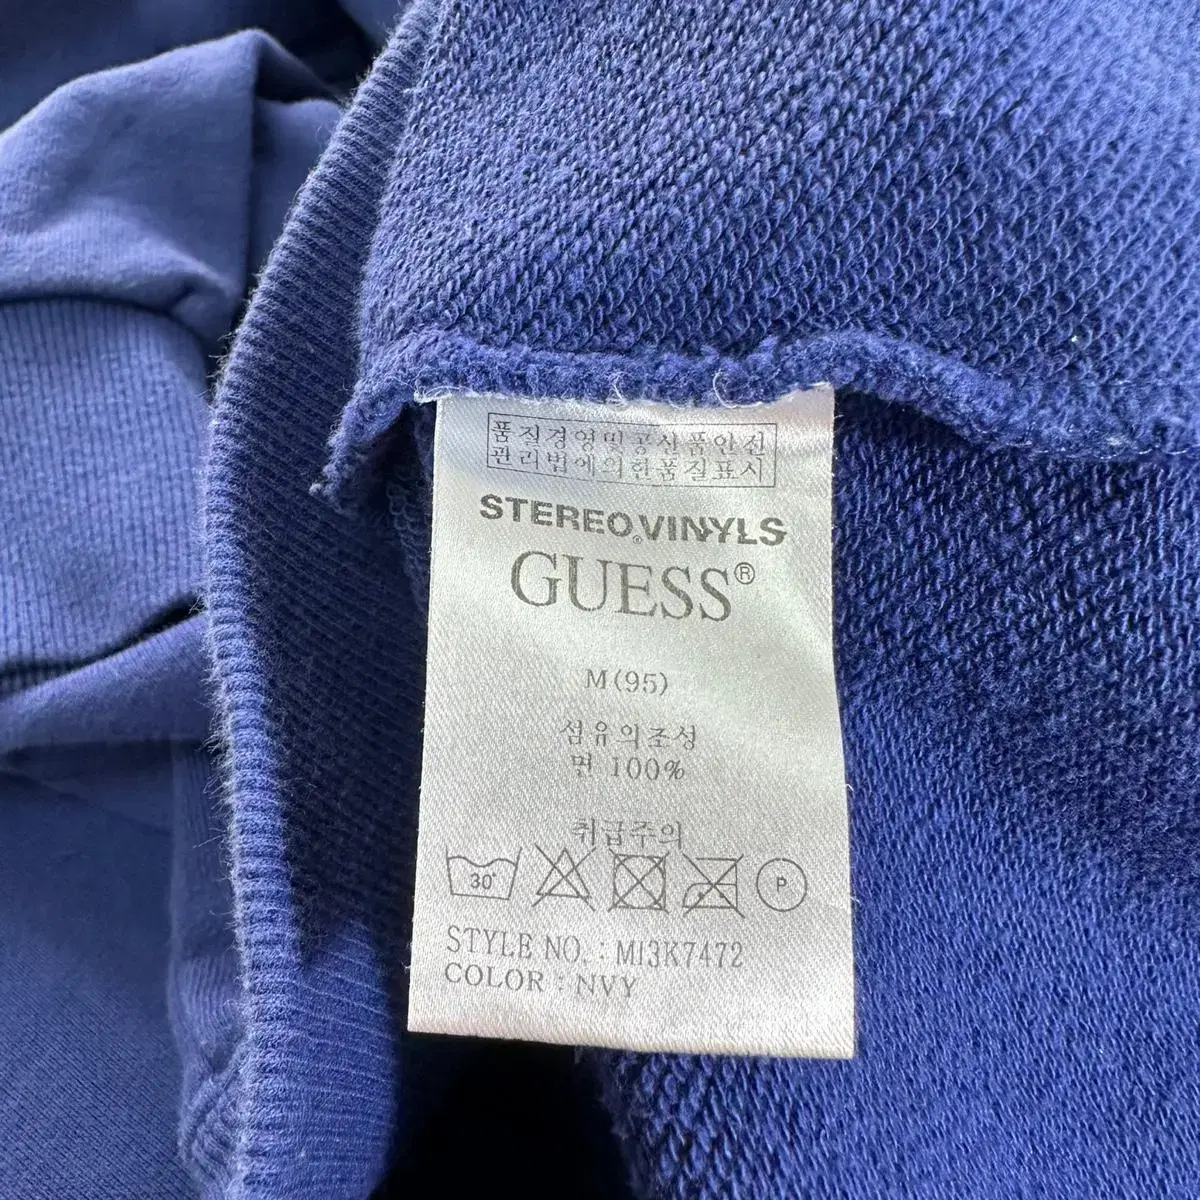 품질경영및공산품안전
관리법에의한품질표시
STEREO®VINYLS
GUESS®
M(95)
섬유의조성
면 100%
취급주의
30°
P
STYLE NO. : MI3K7472
COLOR : NVY